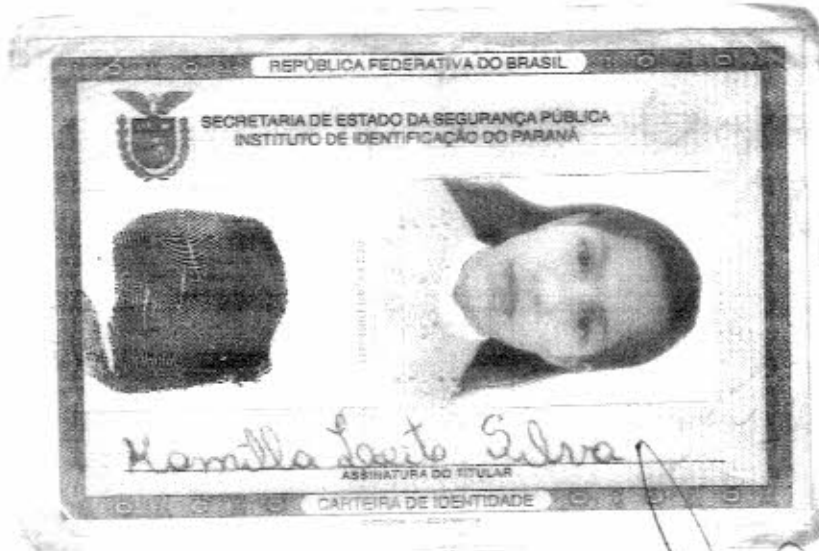 REPÚBLICA FEDERATIVA DO BRASIL
SECRETARIA DE ESTADO DA SEGURANÇA PÚBLICA
INSTITUTO DE IDENTIFICAÇÃO DO PARANÁ
Kamilla Silva
ASSINATURA DO TITULAR
CARTEIRA DE IDENTIDADE